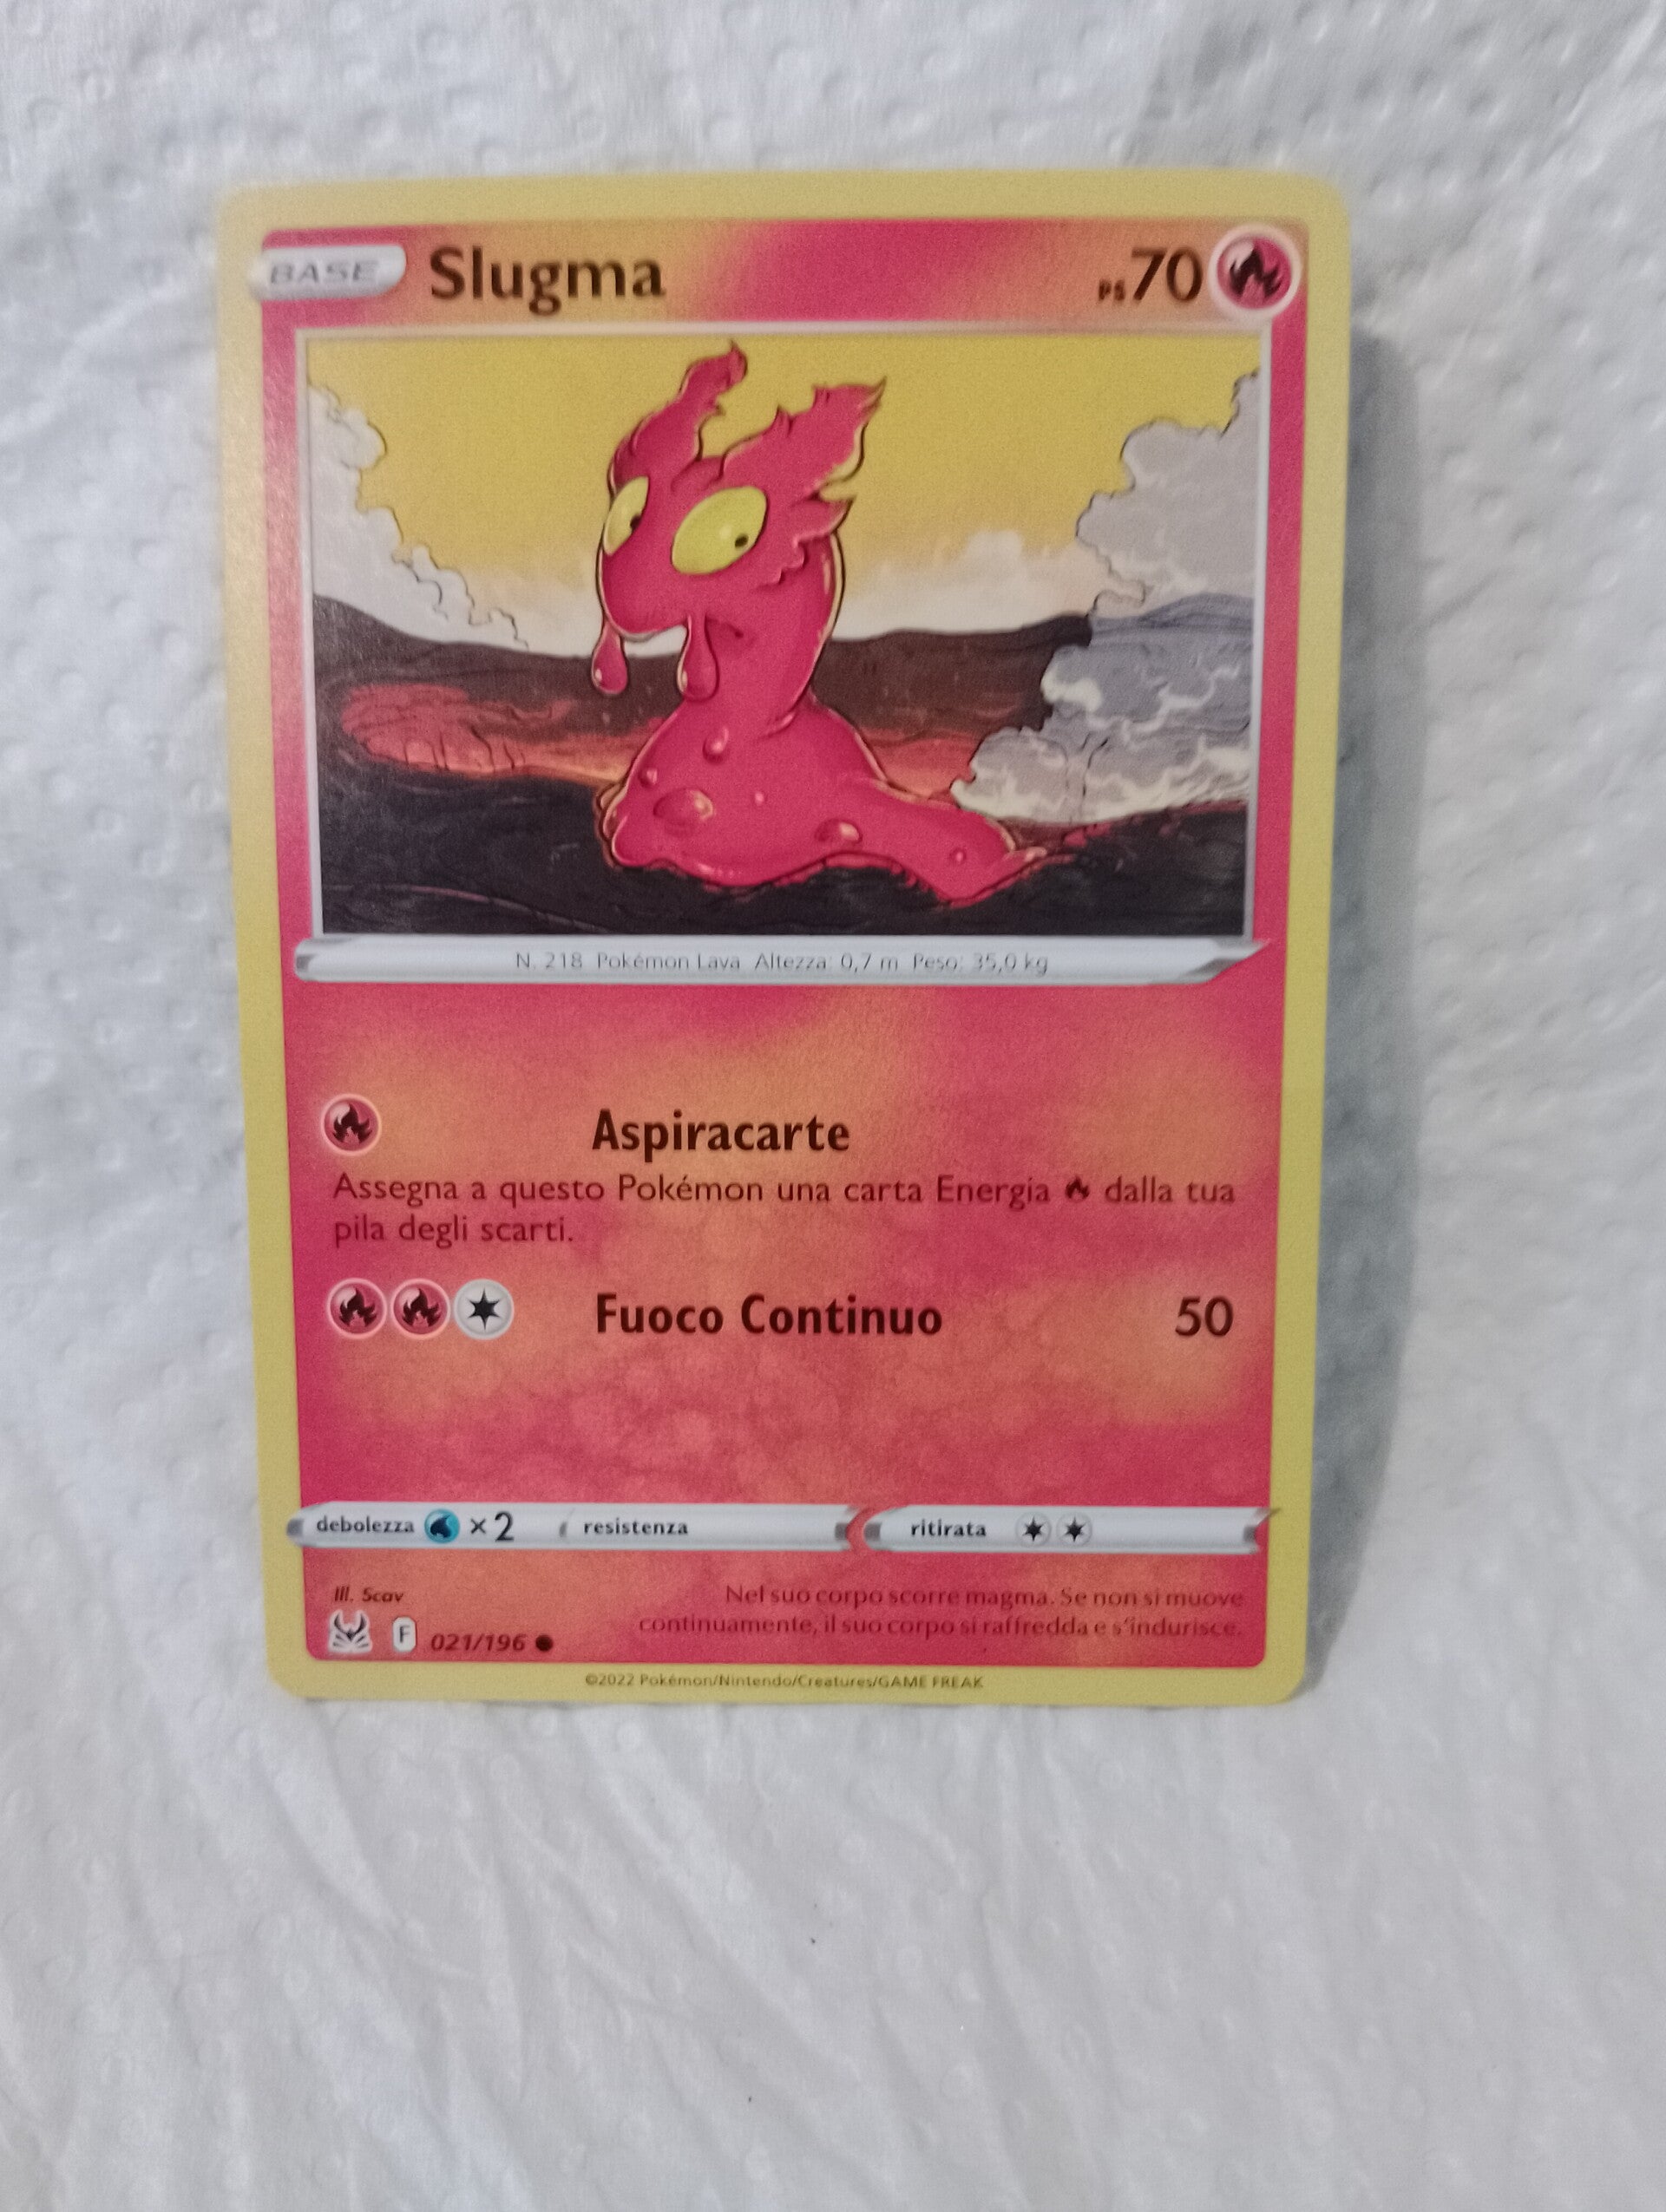 BASE Slugma PS70
N. 218 Pokémon Lava Altezza: 0,7 m Peso: 35,0 kg
Aspiracarte
Assegna a questo Pokémon una carta Energia dalla tua
pila degli scarti.
Fuoco Continuo 50
debolezza ×2 resistenza ritirata
Ill. Scav
Nel suo corpo scorre magma. Se non si muove
continuamente, il suo corpo si raffredda e s'indurisce.
F 021/196
©2022 Pokémon/Nintendo/Creatures/GAME FREAK